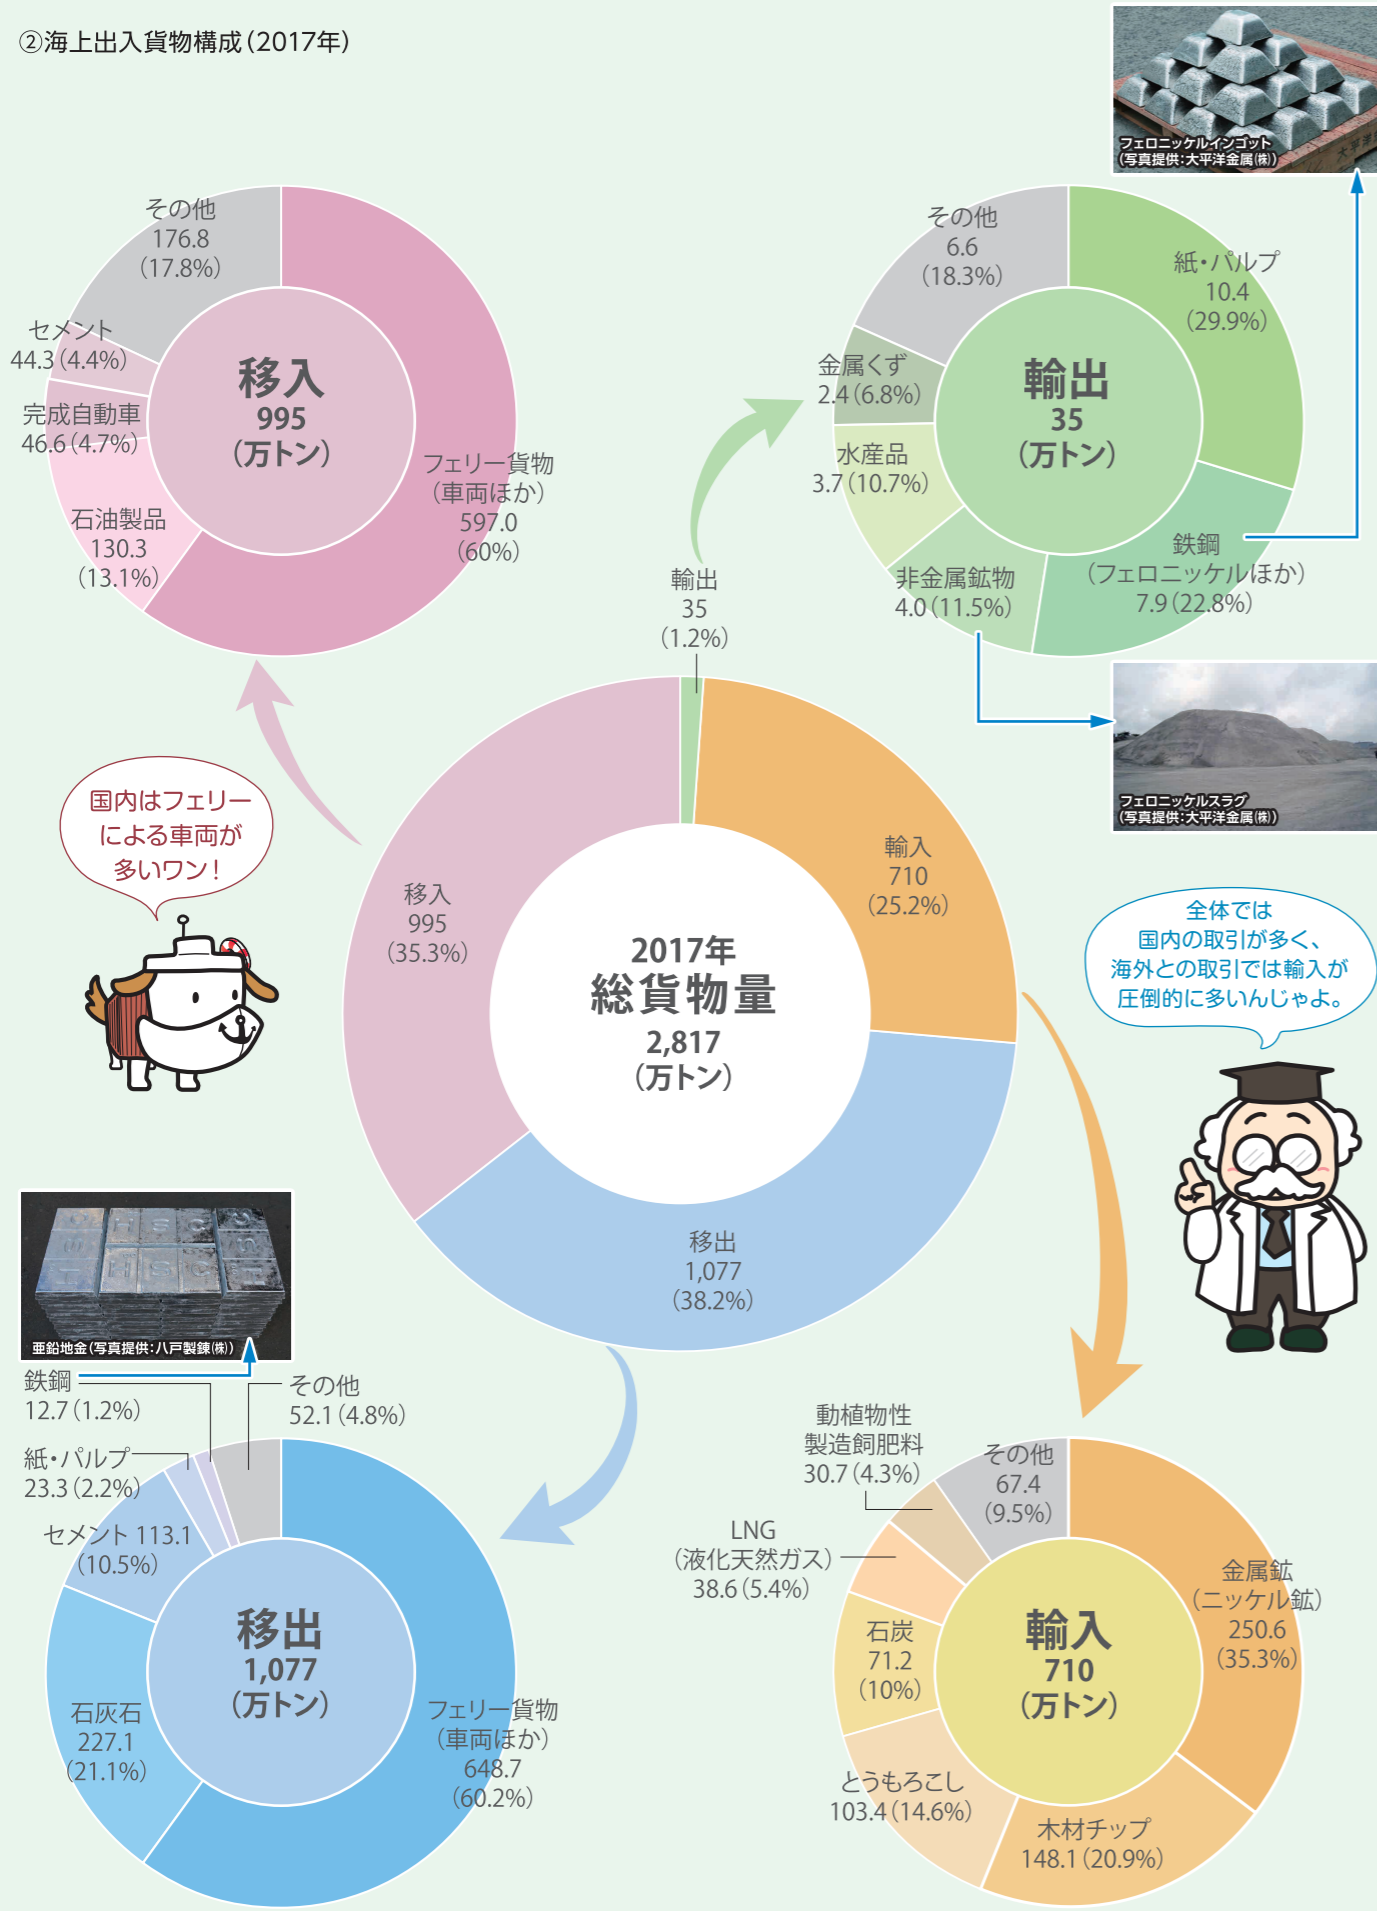 ②海上出入貨物構成(2017年)
フェロニッケルインゴット
(写真提供:大平洋金属㈱)
その他
176.8
(17.8%)
セメント
44.3(4.4%)
完成自動車
46.6(4.7%)
石油製品
130.3
(13.1%)
フェリー貨物
(車両ほか)
597.0
(60%)
移入
995
(万トン)
その他
6.6
(18.3%)
紙・パルプ
10.4
(29.9%)
金属くず
2.4(6.8%)
水産品
3.7(10.7%)
非金属鉱物
4.0(11.5%)
鉄鋼
(フェロニッケルほか)
7.9(22.8%)
輸出
35
(万トン)
フェロニッケルスラグ
(写真提供:大平洋金属㈱)
輸出
35
(1.2%)
輸入
710
(25.2%)
移入
995
(35.3%)
2017年
総貨物量
2,817
(万トン)
移出
1,077
(38.2%)
国内はフェリー
による車両が
多いワン!
全体では
国内の取引が多く、
海外との取引では輸入が
圧倒的に多いんじゃよ。
亜鉛地金(写真提供:八戸製錬㈱)
鉄鋼
12.7(1.2%)
その他
52.1(4.8%)
紙・パルプ
23.3(2.2%)
セメント 113.1
(10.5%)
石灰石
227.1
(21.1%)
フェリー貨物
(車両ほか)
648.7
(60.2%)
移出
1,077
(万トン)
動植物性
製造飼肥料
30.7(4.3%)
その他
67.4
(9.5%)
LNG
(液化天然ガス)
38.6(5.4%)
石炭
71.2
(10%)
とうもろこし
103.4(14.6%)
木材チップ
148.1(20.9%)
金属鉱
(ニッケル鉱)
250.6
(35.3%)
輸入
710
(万トン)